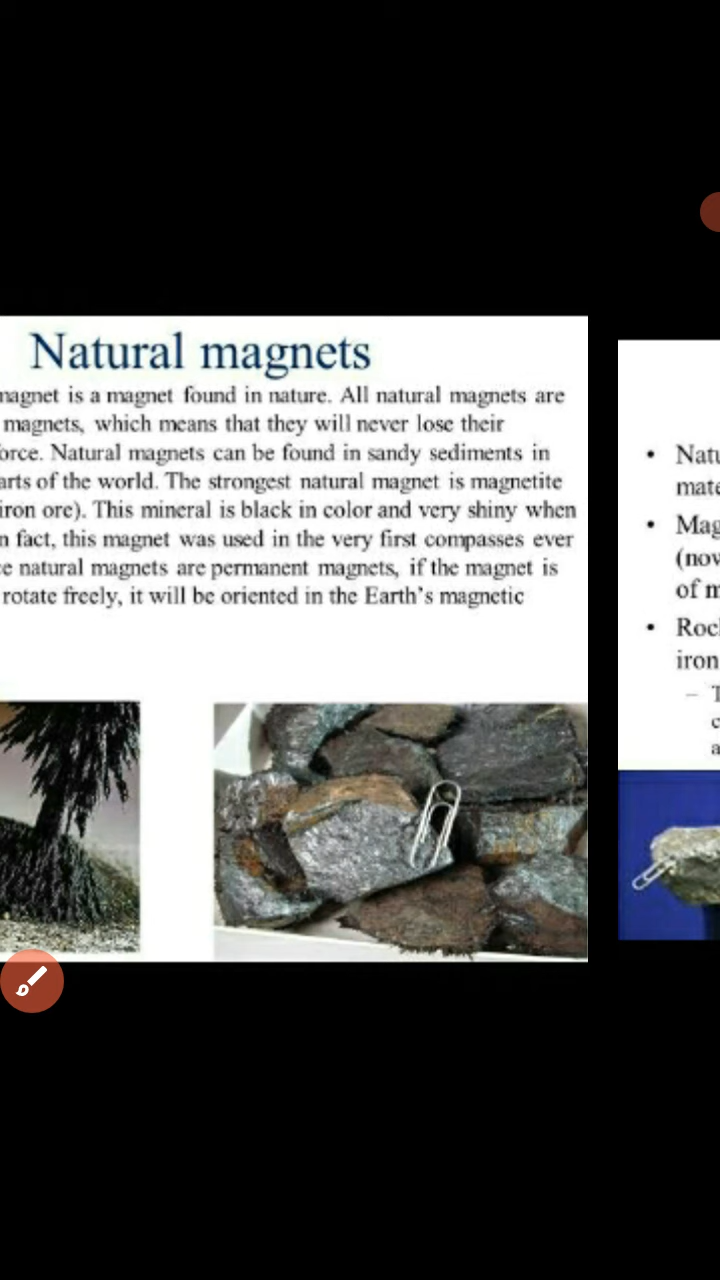 Natural magnets
magnet is a magnet found in nature. All natural magnets are
magnets, which means that they will never lose their
orce. Natural magnets can be found in sandy sediments in
arts of the world. The strongest natural magnet is magnetite
iron ore). This mineral is black in color and very shiny when
n fact, this magnet was used in the very first compasses ever
e natural magnets are permanent magnets, if the magnet is
rotate freely, it will be oriented in the Earth's magnetic
• Natu
mate
• Mag
(nov
of m
• Rocl
iron
– T
c
a